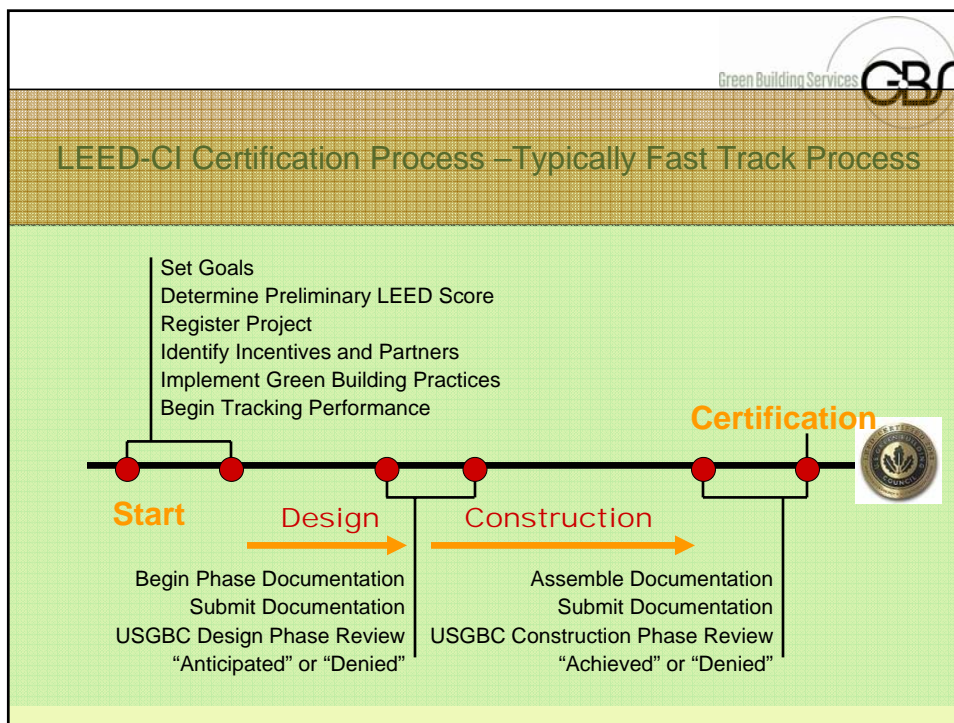 Green Building Services GBS
LEED-CI Certification Process –Typically Fast Track Process
Set Goals
Determine Preliminary LEED Score
Register Project
Identify Incentives and Partners
Implement Green Building Practices
Begin Tracking Performance
Certification
Start
Design
Construction
Begin Phase Documentation
Submit Documentation
USGBC Design Phase Review
“Anticipated” or “Denied”
Assemble Documentation
Submit Documentation
USGBC Construction Phase Review
“Achieved” or “Denied”